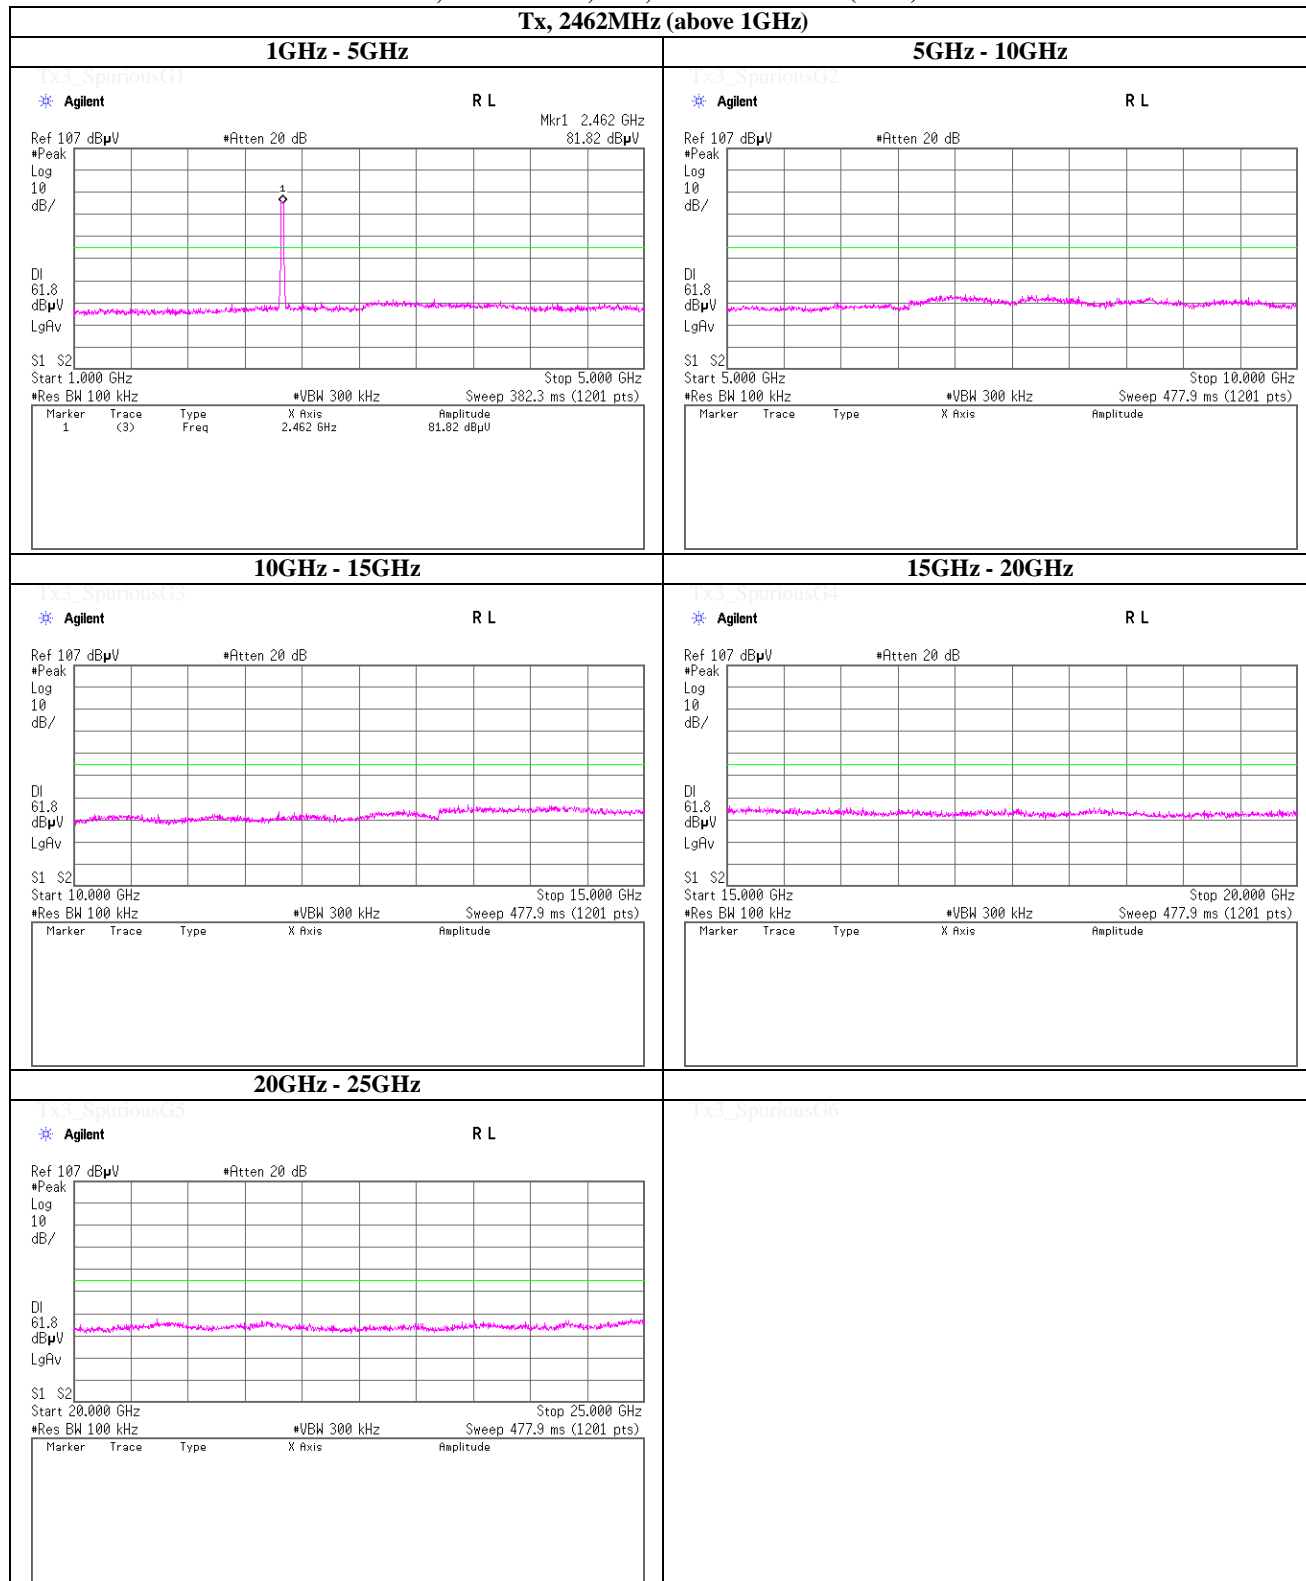 Tx, 2462MHz (above 1GHz)
1GHz - 5GHz
Tx3_SpuriousG1
Agilent
R L
Mkr1 2.462 GHz
Ref 107 dBµV
#Atten 20 dB
81.82 dBµV
#Peak
Log
10
dB/
1
DI
61.8
dBµV
LgAv
S1 S2
Start 1.000 GHz
Stop 5.000 GHz
#Res BW 100 kHz
#VBW 300 kHz
Sweep 382.3 ms (1201 pts)
Marker Trace Type X Axis Amplitude
1 (3) Freq 2.462 GHz 81.82 dBµV
5GHz - 10GHz
Tx3_SpuriousG2
Agilent
R L
Ref 107 dBµV
#Atten 20 dB
#Peak
Log
10
dB/
DI
61.8
dBµV
LgAv
S1 S2
Start 5.000 GHz
Stop 10.000 GHz
#Res BW 100 kHz
#VBW 300 kHz
Sweep 477.9 ms (1201 pts)
Marker Trace Type X Axis Amplitude
10GHz - 15GHz
Tx3_SpuriousG3
Agilent
R L
Ref 107 dBµV
#Atten 20 dB
#Peak
Log
10
dB/
DI
61.8
dBµV
LgAv
S1 S2
Start 10.000 GHz
Stop 15.000 GHz
#Res BW 100 kHz
#VBW 300 kHz
Sweep 477.9 ms (1201 pts)
Marker Trace Type X Axis Amplitude
15GHz - 20GHz
Tx3_SpuriousG4
Agilent
R L
Ref 107 dBµV
#Atten 20 dB
#Peak
Log
10
dB/
DI
61.8
dBµV
LgAv
S1 S2
Start 15.000 GHz
Stop 20.000 GHz
#Res BW 100 kHz
#VBW 300 kHz
Sweep 477.9 ms (1201 pts)
Marker Trace Type X Axis Amplitude
20GHz - 25GHz
Tx3_SpuriousG5
Agilent
R L
Ref 107 dBµV
#Atten 20 dB
#Peak
Log
10
dB/
DI
61.8
dBµV
LgAv
S1 S2
Start 20.000 GHz
Stop 25.000 GHz
#Res BW 100 kHz
#VBW 300 kHz
Sweep 477.9 ms (1201 pts)
Marker Trace Type X Axis Amplitude
Tx3_SpuriousG6